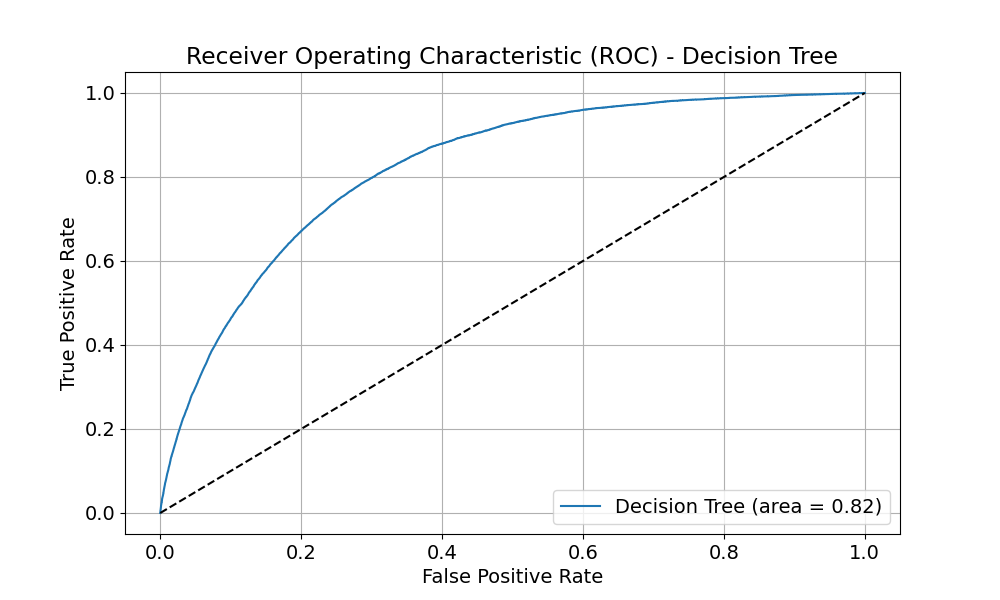 Receiver Operating Characteristic (ROC) - Decision Tree
True Positive Rate
1.0
0.8
0.6
0.4
0.2
0.0
Decision Tree (area = 0.82)
0.0 0.2 0.4 0.6 0.8 1.0
False Positive Rate